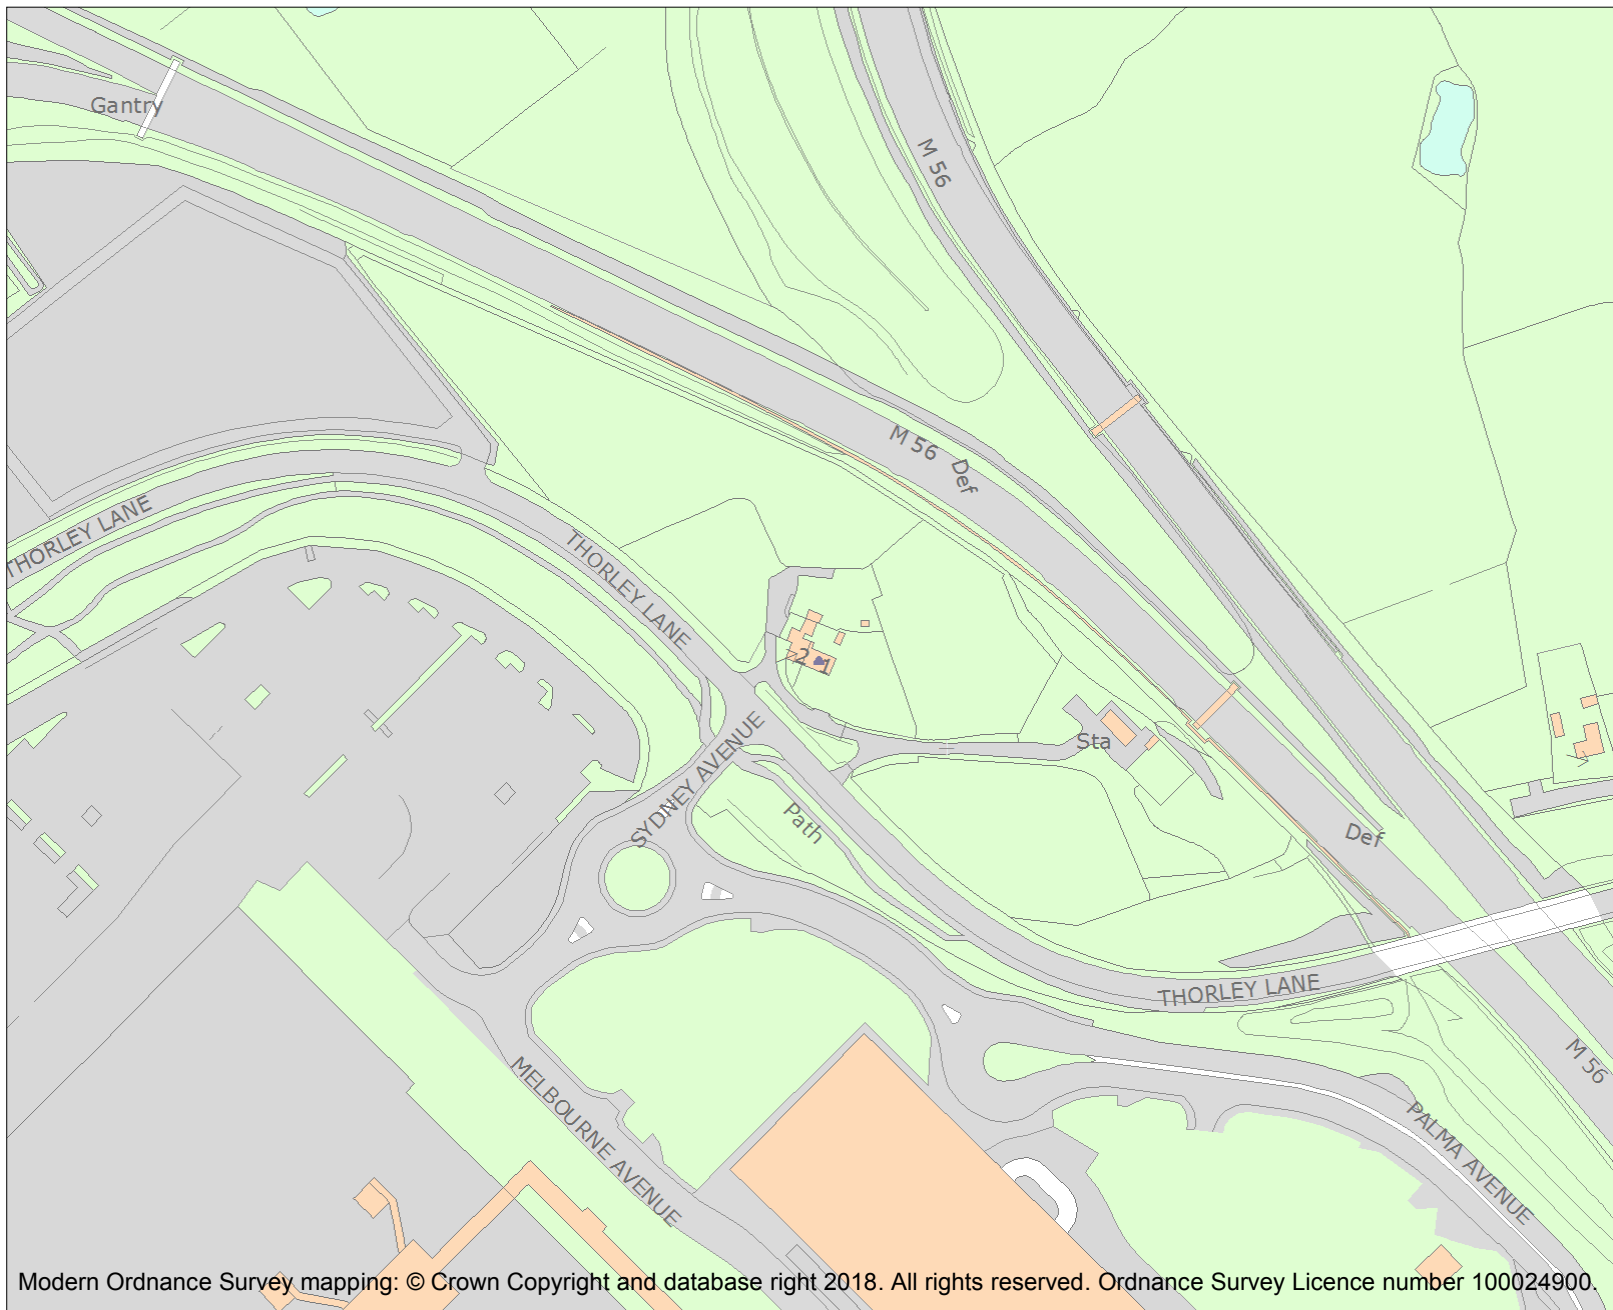 Gantry
M 56
M 56
Def
THORLEY LANE
THORLEY LANE
2
1
SYDNEY AVENUE
Sta
Path
Def
THORLEY LANE
M 56
MELBOURNE AVENUE
PALMA AVENUE
Modern Ordnance Survey mapping: © Crown Copyright and database right 2018. All rights reserved. Ordnance Survey Licence number 100024900.